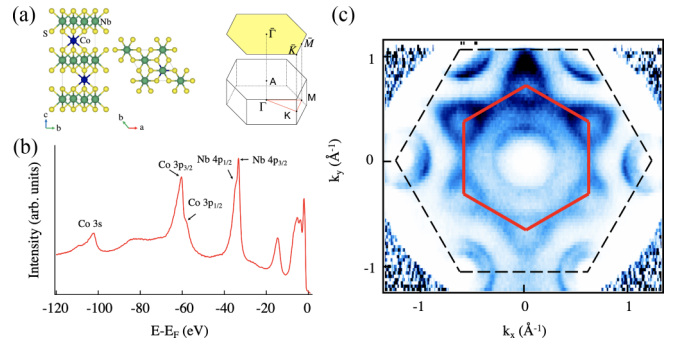 (a)
Nb
S
Co
c
b
b
a
Γ̄
K̄
M̄
A
Γ
M
K
(b)
Intensity (arb. units)
Co 3s
Co 3p3/2
Co 3p1/2
Nb 4p1/2
Nb 4p3/2
-120 -100 -80 -60 -40 -20 0
E-EF (eV)
(c)
ky (Å-1)
1
0
-1
-1 0 1
kx (Å-1)